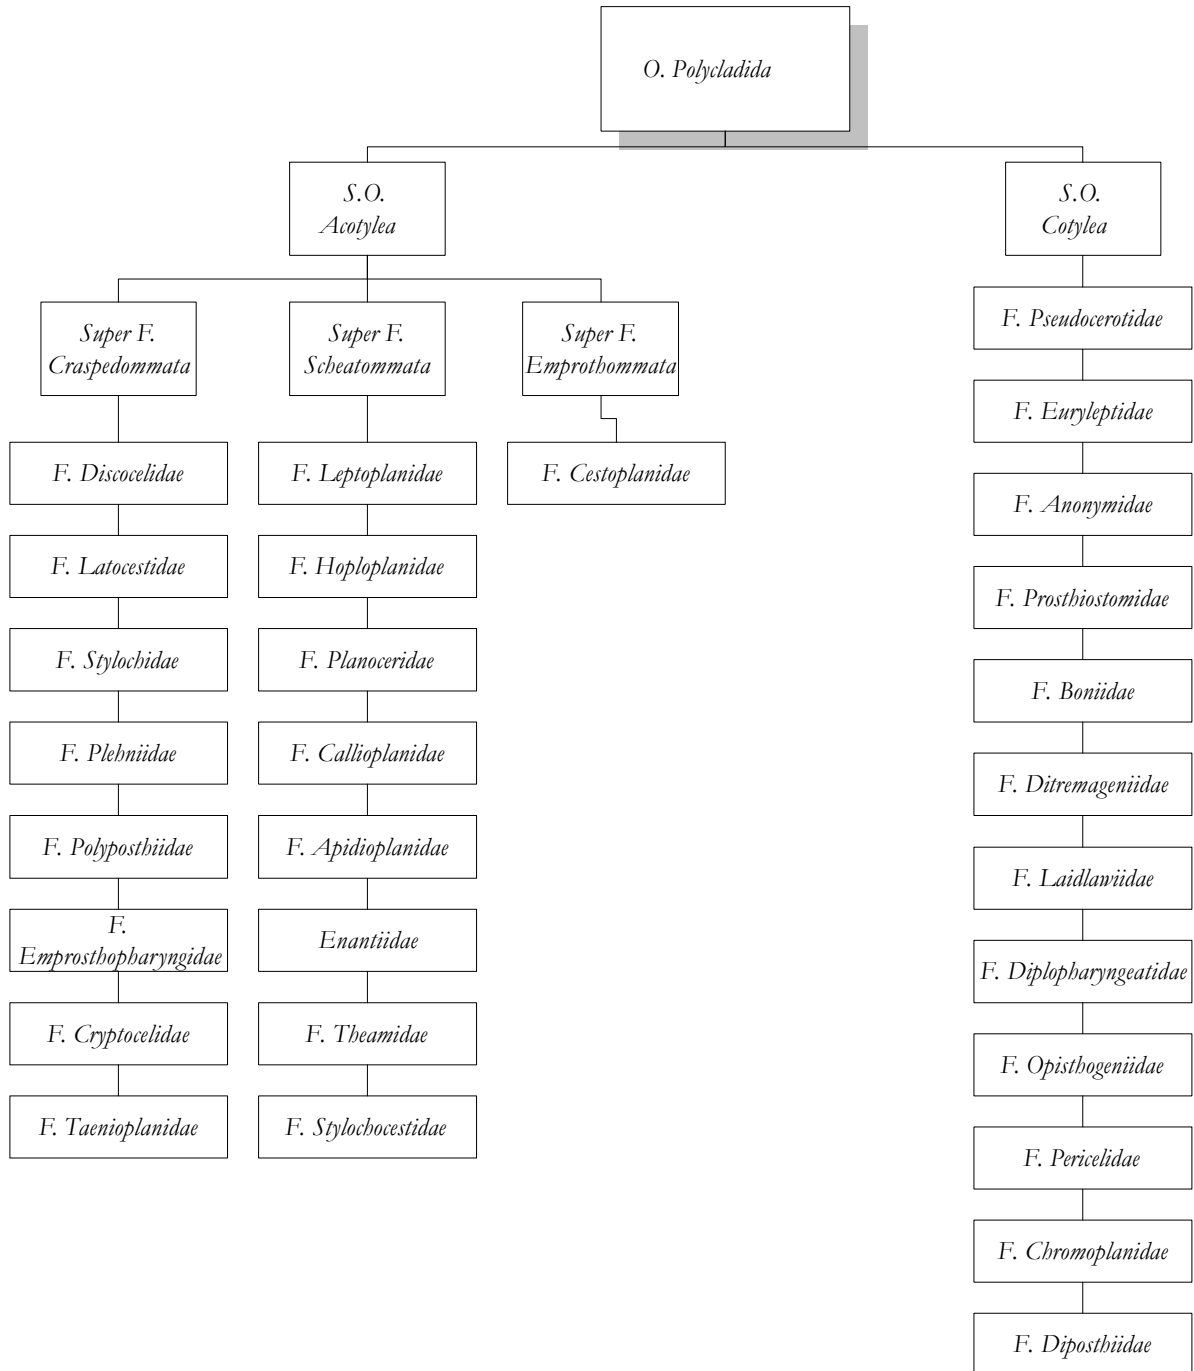 O. Polycladida
S.O.
Acotylea
S.O.
Cotylea
Super F.
Craspedommata
Super F.
Scheatommata
Super F.
Emprothommata
F. Discocelidae
F. Latocestidae
F. Stylochidae
F. Plehniidae
F. Polyposthiidae
F.
Emprosthopharyngidae
F. Cryptocelidae
F. Taenioplanidae
F. Leptoplanidae
F. Hoploplanidae
F. Planoceridae
F. Callioplanidae
F. Apidioplanidae
Enantiidae
F. Theamidae
F. Stylochocestidae
F. Cestoplanidae
F. Pseudocerotidae
F. Euryleptidae
F. Anonymidae
F. Prosthiostomidae
F. Boniidae
F. Ditremageniidae
F. Laidlawiidae
F. Diplopharyngeatidae
F. Opisthogeniidae
F. Pericelidae
F. Chromoplanidae
F. Diposthiidae